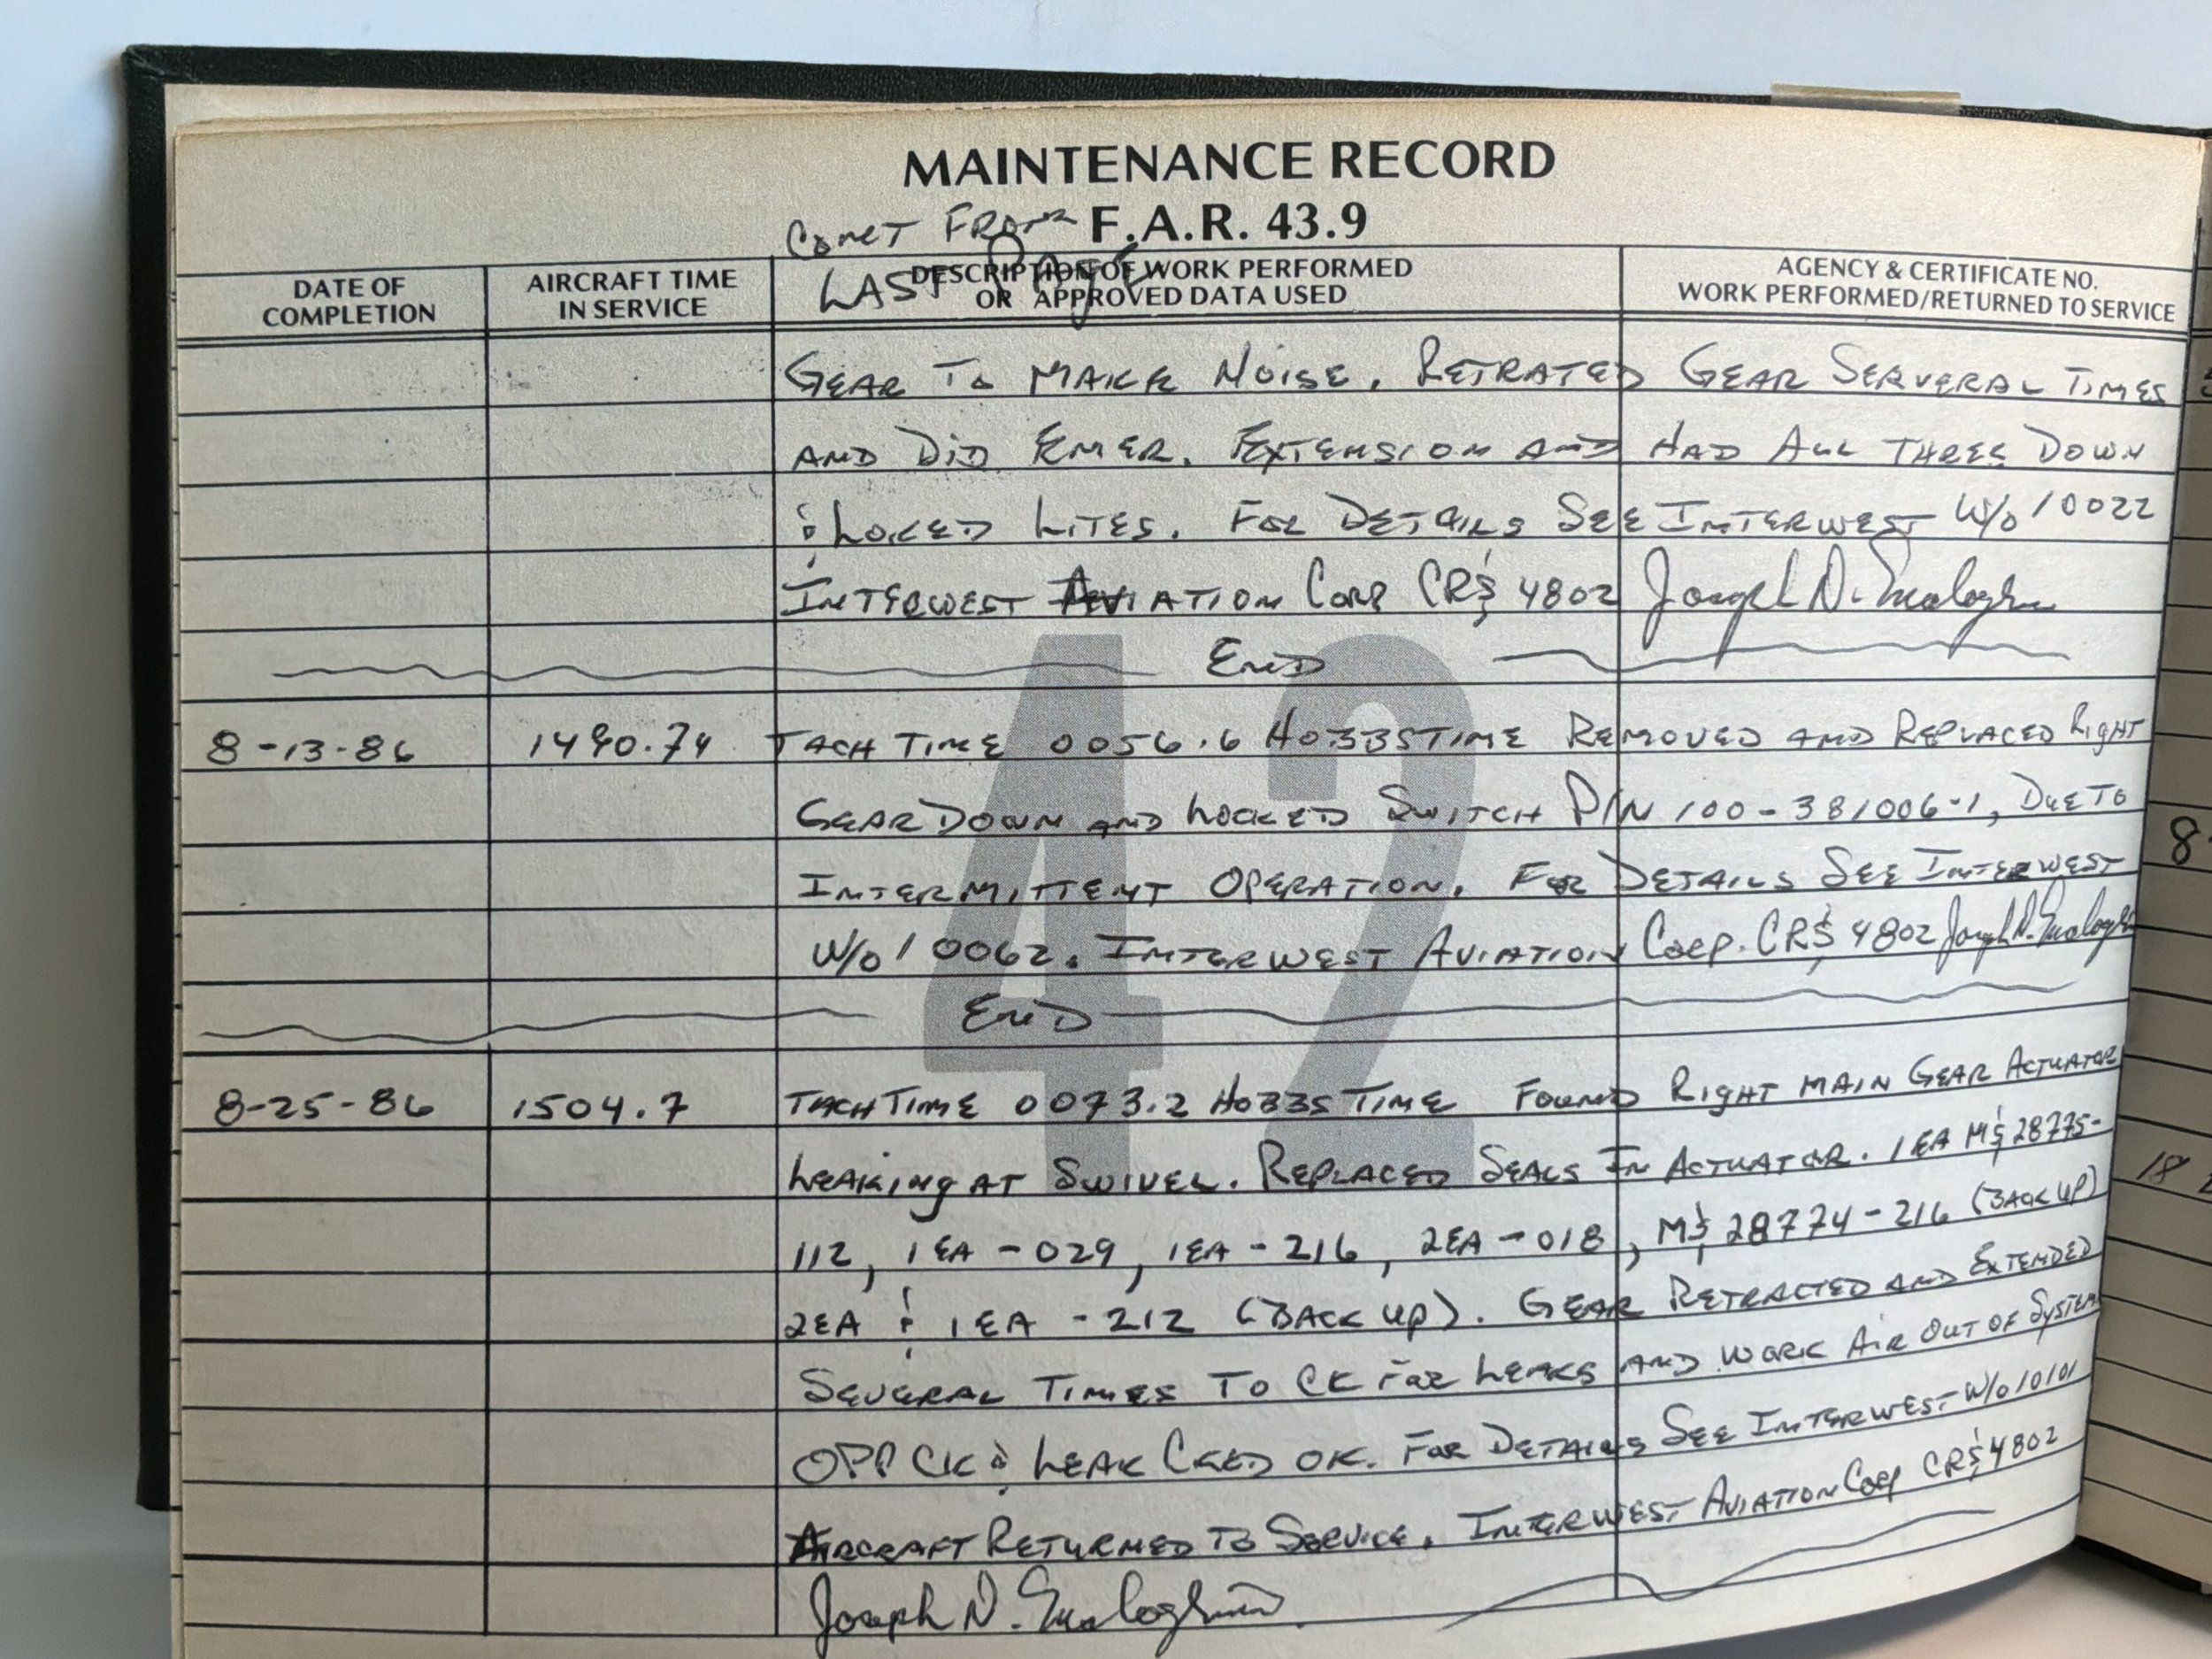 MAINTENANCE RECORD
CONT FROM F.A.R. 43.9
LAST PAGE
DATE OF COMPLETION
AIRCRAFT TIME IN SERVICE
DESCRIPTION OF WORK PERFORMED OR APPROVED DATA USED
AGENCY & CERTIFICATE NO. WORK PERFORMED/RETURNED TO SERVICE
GEAR TO MAKE NOISE. RETRATED GEAR SERVERAL TIMES
AND DID EMER. EXTENSION AND HAD ALL THREE DOWN
& LOKED LITES. FOR DETAILS SEE INTERWEST W/O 10022
INTERWEST AVIATION CORP CRS 4802 Joseph N.
END
42
8-13-86 1490.74 TACH TIME 0056.6 HOBBSTIME REMOVED AND REPLACED RIGHT
GEAR DOWN AND LOCKED SWITCH P/N 100-381006-1, DUE TO
INTERMITTENT OPERATION. FOR DETAILS SEE INTERWEST
W/O 10062. INTERWEST AVIATION CORP. CRS 4802 Joseph N.
END
8-25-86 1504.7 TACH TIME 0073.2 HOBBS TIME FOUND RIGHT MAIN GEAR ACTUATOR
LEAKING AT SWIVEL. REPLACED SEALS IN ACTUATOR. 1EA MS 28775-
112, 1EA -029, 1EA -216, 2EA -018, MS 28774-216 (BACK UP)
2EA & 1EA -212 (BACK UP). GEAR RETRACTED AND EXTENDED
SEVERAL TIMES TO CK FOR LEAKS AND WORK AIR OUT OF SYSTEM
OPP CK & LEAK CKED OK. FOR DETAILS SEE INTERWEST W/O 10101
AIRCRAFT RETURNED TO SERVICE. INTERWEST AVIATION CORP CRS 4802
Joseph N.
8
18